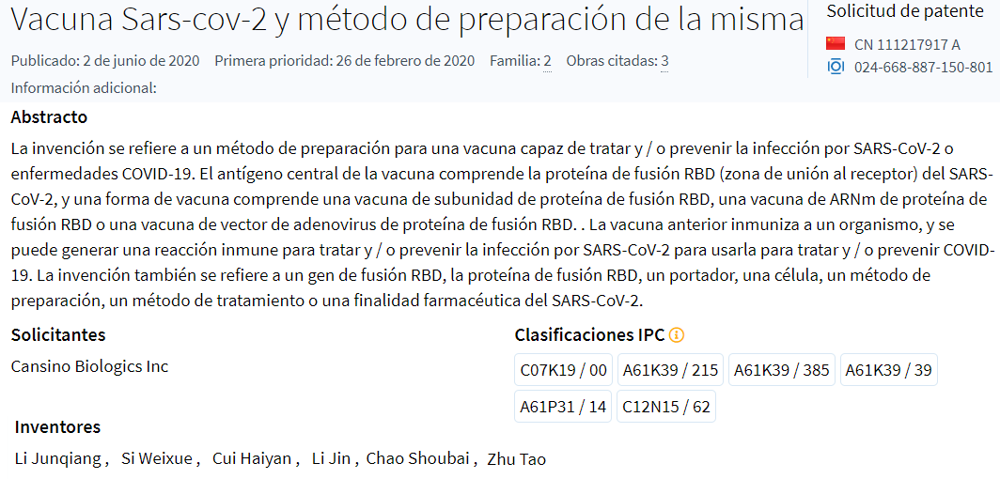 Vacuna Sars-cov-2 y método de preparación de la misma
Solicitud de patente
CN 111217917 A
024-668-887-150-801
Publicado: 2 de junio de 2020 Primera prioridad: 26 de febrero de 2020 Familia: 2 Obras citadas: 3
Información adicional:
Abstracto
La invención se refiere a un método de preparación para una vacuna capaz de tratar y / o prevenir la infección por SARS-CoV-2 o
enfermedades COVID-19. El antígeno central de la vacuna comprende la proteína de fusión RBD (zona de unión al receptor) del SARS-
CoV-2, y una forma de vacuna comprende una vacuna de subunidad de proteína de fusión RBD, una vacuna de ARNm de proteína de
fusión RBD o una vacuna de vector de adenovirus de proteína de fusión RBD. . La vacuna anterior inmuniza a un organismo, y se
puede generar una reacción inmune para tratar y / o prevenir la infección por SARS-CoV-2 para usarla para tratar y / o prevenir COVID-
19. La invención también se refiere a un gen de fusión RBD, la proteína de fusión RBD, un portador, una célula, un método de
preparación, un método de tratamiento o una finalidad farmacéutica del SARS-CoV-2.
Solicitantes
Cansino Biologics Inc
Clasificaciones IPC
C07K19 / 00 A61K39 / 215 A61K39 / 385 A61K39 / 39
A61P31 / 14 C12N15 / 62
Inventores
Li Junqiang , Si Weixue , Cui Haiyan , Li Jin , Chao Shoubai , Zhu Tao